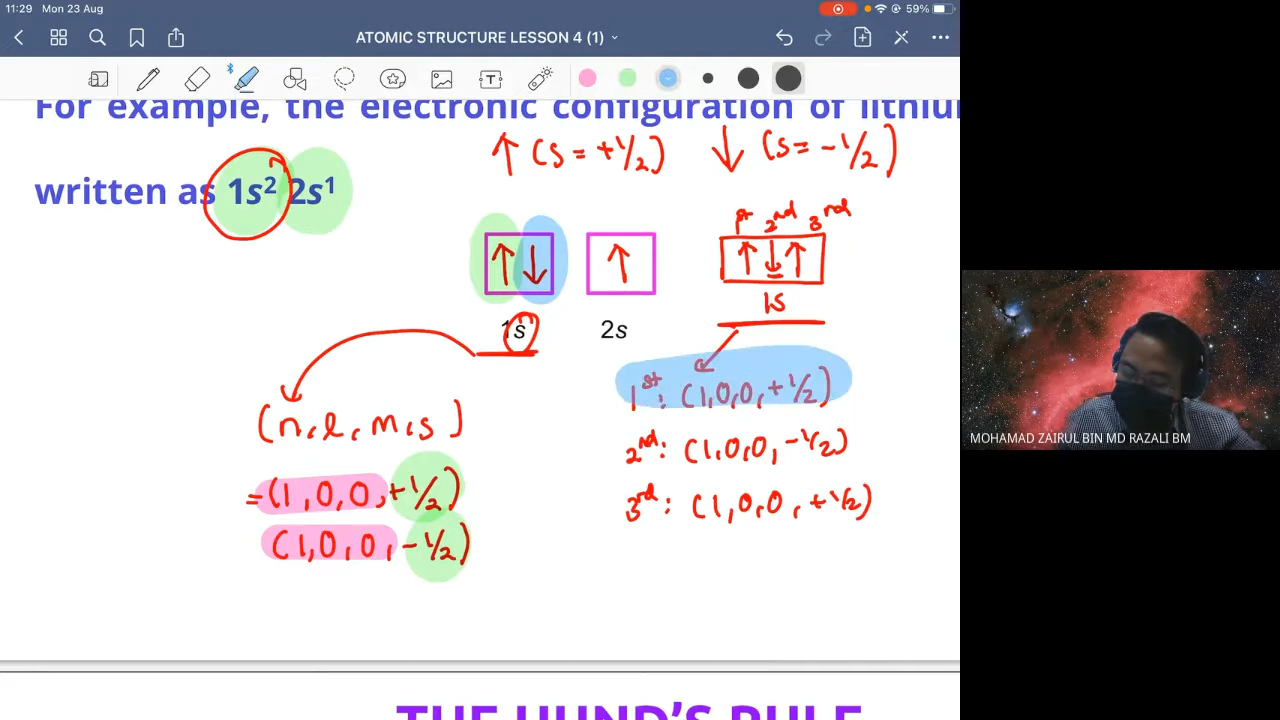 11:29 Mon 23 Aug
59%
ATOMIC STRUCTURE LESSON 4 (1)
For example, the electronic configuration of lithium
↑ (s = +1/2) ↓ (s = -1/2)
written as 1s² 2s¹
1st 2nd 3rd
↑ ↓ ↑ ↑ ↓ ↑
1s
1s 2s
1st: (1,0,0,+1/2)
(n, l, m, s)
2nd: (1,0,0,-1/2)
MOHAMAD ZAIRUL BIN MD RAZALI BM
=(1,0,0,+1/2)
3rd: (1,0,0,+1/2)
(1,0,0,-1/2)
THE HUND'S RULE